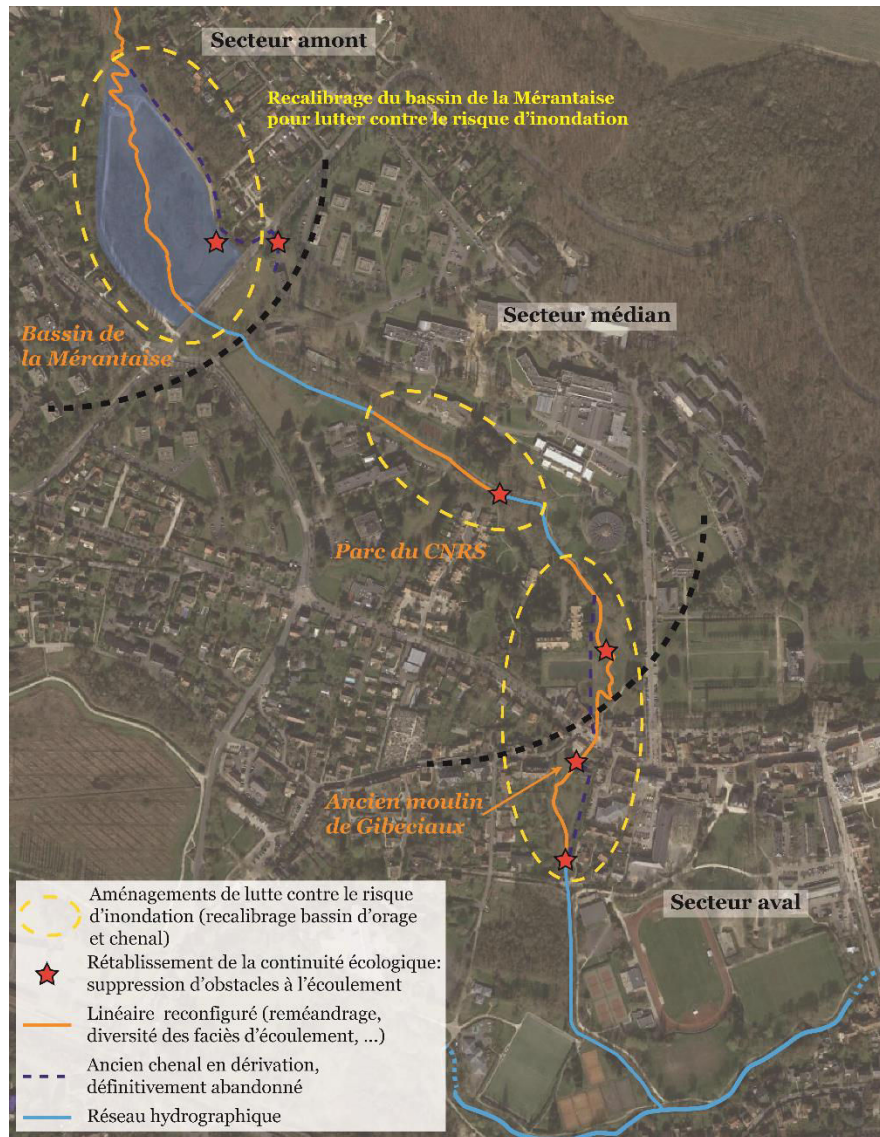 Secteur amont
Recalibrage du bassin de la Mérantaise
pour lutter contre le risque d'inondation
Secteur médian
Bassin de
la Mérantaise
Parc du CNRS
Ancien moulin
de Gibeciaux
Secteur aval
Aménagements de lutte contre le risque
d'inondation (recalibrage bassin d'orage
et chenal)
Rétablissement de la continuité écologique:
suppression d'obstacles à l'écoulement
Linéaire reconfiguré (reméandrage,
diversité des faciès d'écoulement, ...)
Ancien chenal en dérivation,
définitivement abandonné
Réseau hydrographique